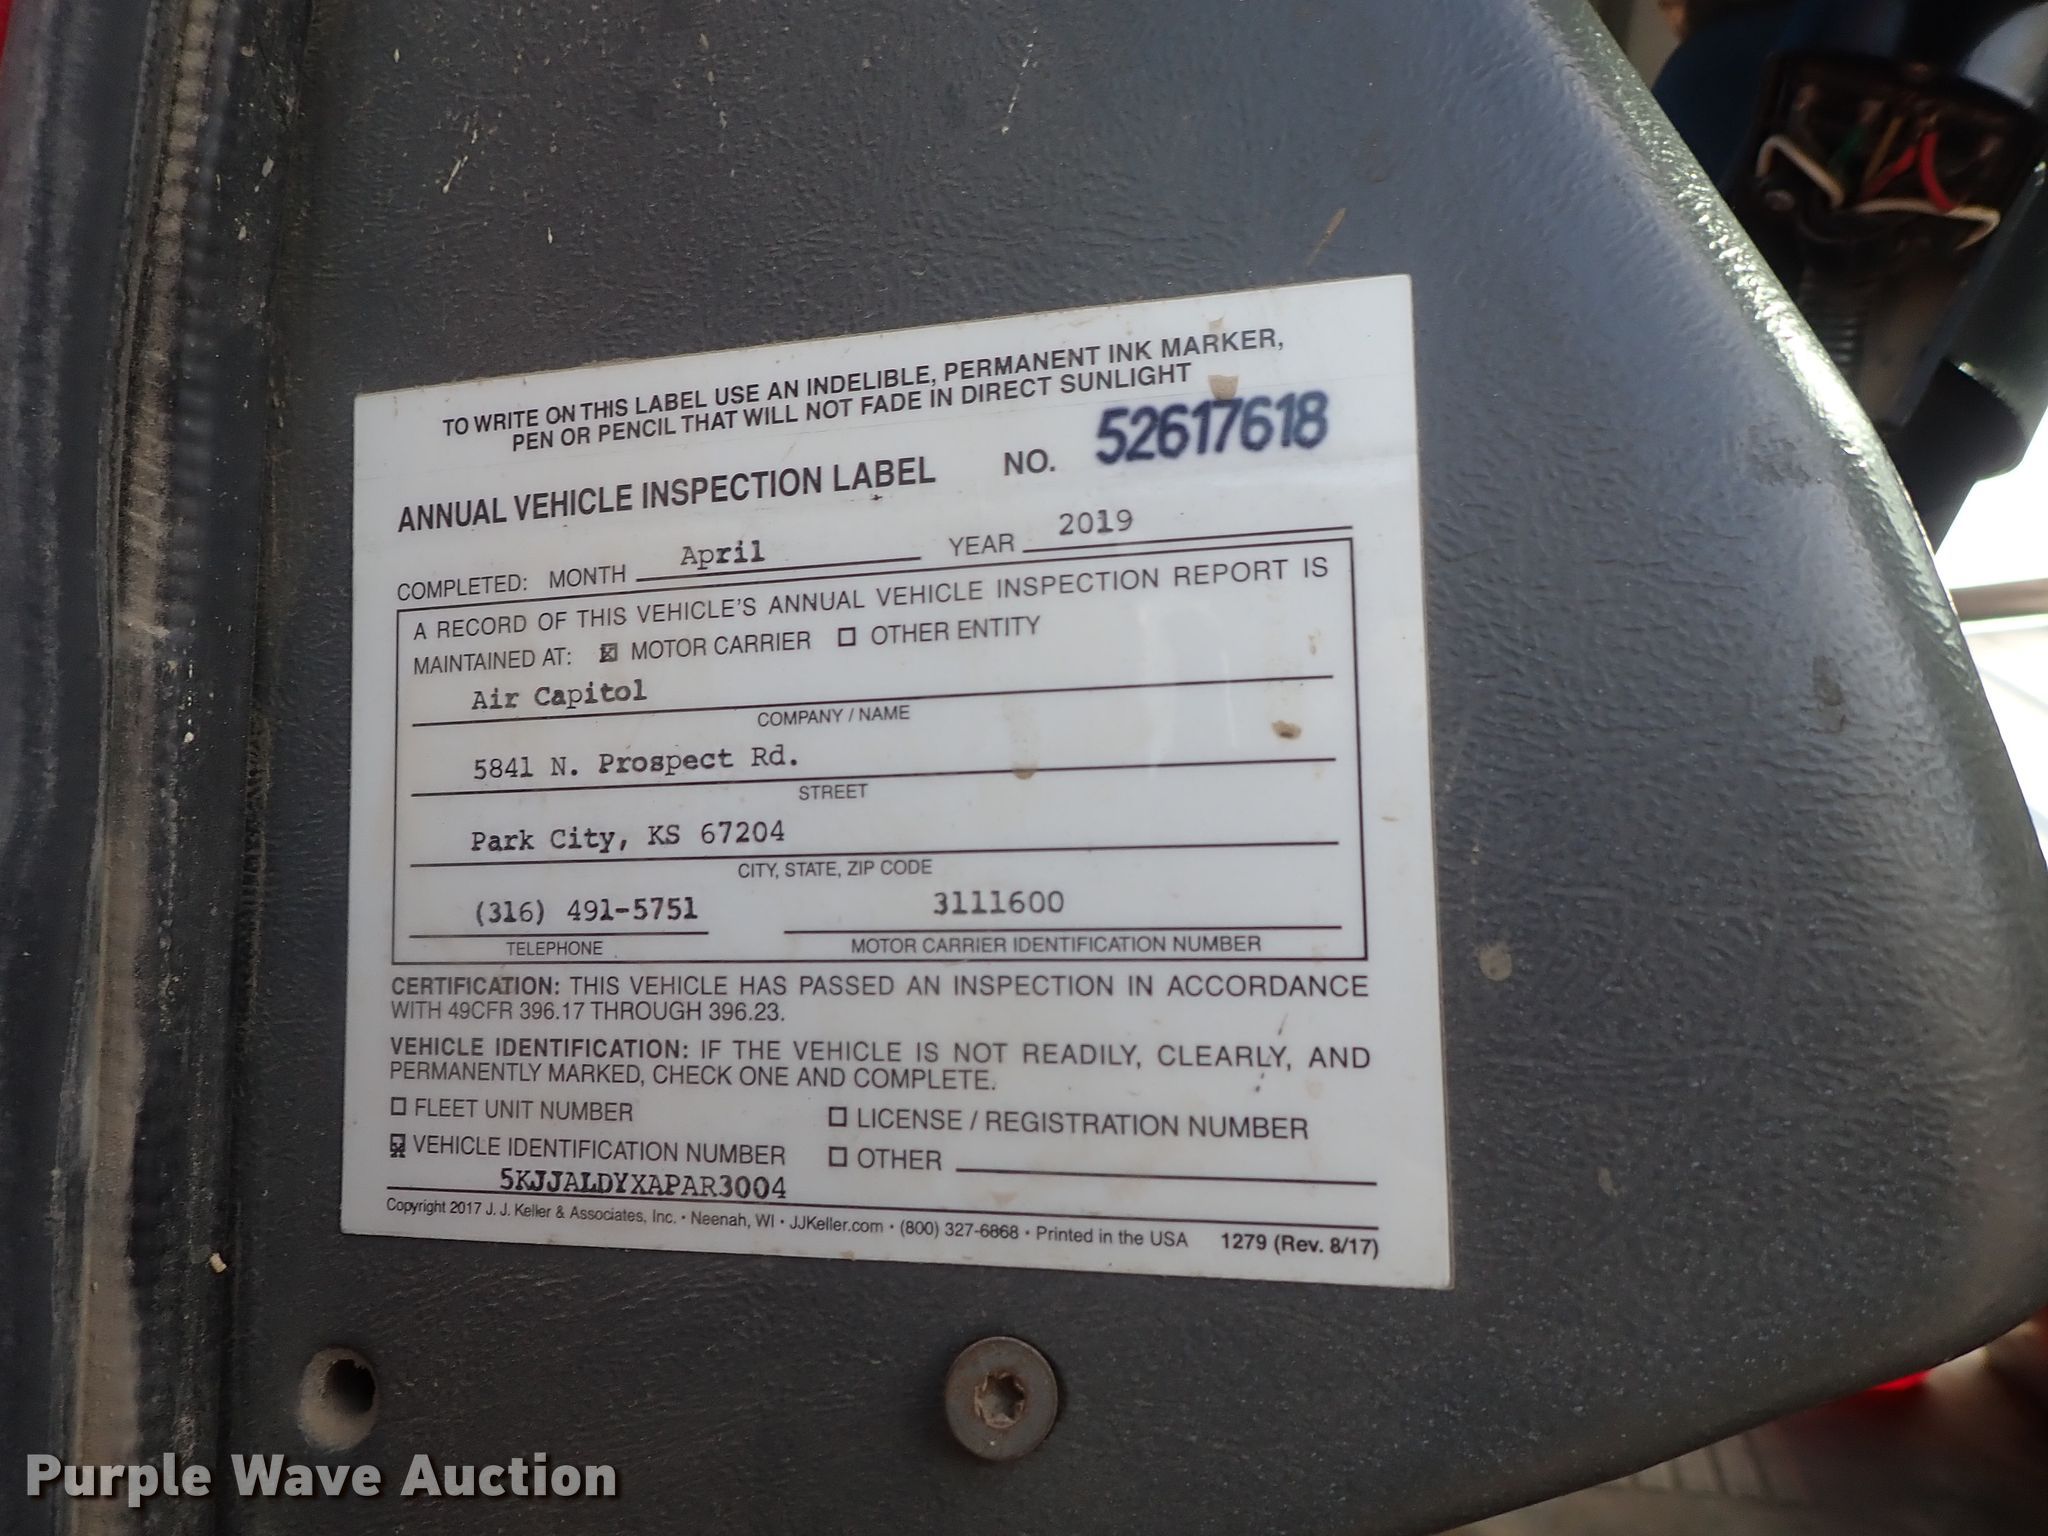 TO WRITE ON THIS LABEL USE AN INDELIBLE, PERMANENT INK MARKER,
PEN OR PENCIL THAT WILL NOT FADE IN DIRECT SUNLIGHT
ANNUAL VEHICLE INSPECTION LABEL NO. 52617618
COMPLETED: MONTH April YEAR 2019
A RECORD OF THIS VEHICLE'S ANNUAL VEHICLE INSPECTION REPORT IS
MAINTAINED AT: ☒ MOTOR CARRIER ☐ OTHER ENTITY
Air Capitol
COMPANY / NAME
5841 N. Prospect Rd.
STREET
Park City, KS 67204
CITY, STATE, ZIP CODE
(316) 491-5751 3111600
TELEPHONE MOTOR CARRIER IDENTIFICATION NUMBER
CERTIFICATION: THIS VEHICLE HAS PASSED AN INSPECTION IN ACCORDANCE
WITH 49CFR 396.17 THROUGH 396.23.
VEHICLE IDENTIFICATION: IF THE VEHICLE IS NOT READILY, CLEARLY, AND
PERMANENTLY MARKED, CHECK ONE AND COMPLETE.
☐ FLEET UNIT NUMBER ☐ LICENSE / REGISTRATION NUMBER
☒ VEHICLE IDENTIFICATION NUMBER ☐ OTHER
5KJJALDYXAPAR3004
Copyright 2017 J. J. Keller & Associates, Inc. • Neenah, WI • JJKeller.com • (800) 327-6868 • Printed in the USA 1279 (Rev. 8/17)
Purple Wave Auction